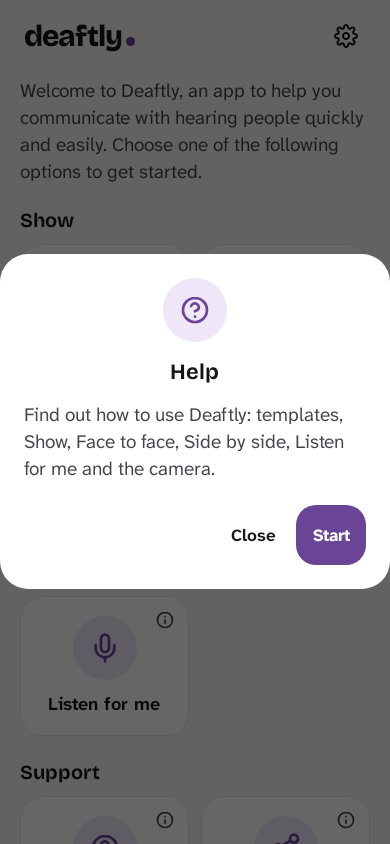 deaftly.
Welcome to Deaftly, an app to help you
communicate with hearing people quickly
and easily. Choose one of the following
options to get started.
Show
Help
Find out how to use Deaftly: templates,
Show, Face to face, Side by side, Listen
for me and the camera.
Close
Start
Listen for me
Support